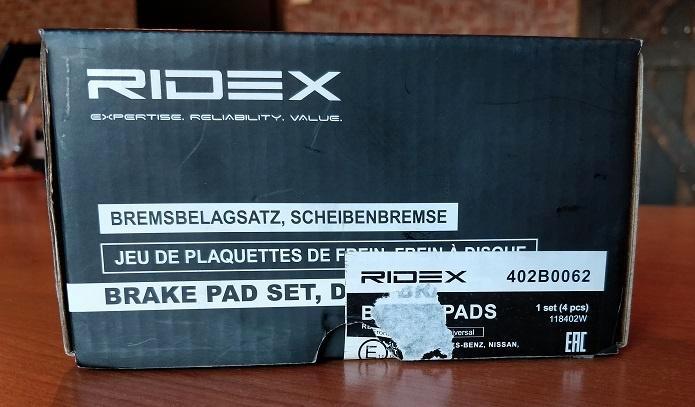 RIDEX
EXPERTISE. RELIABILITY. VALUE.
BREMSBELAGSATZ, SCHEIBENBREMSE
JEU DE PLAQUETTES DE FREIN, FREIN À DISQUE
BRAKE PAD SET, D
RIDEX 402B0062
PADS 1 set (4 pcs)
118402W
NISSAN,
EAC